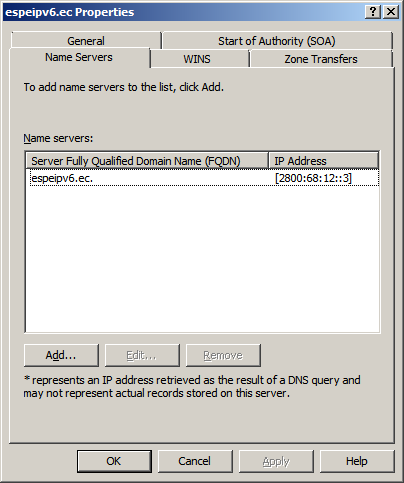 espeipv6.ec Properties
General
Start of Authority (SOA)
Name Servers
WINS
Zone Transfers
To add name servers to the list, click Add.
Name servers:
Server Fully Qualified Domain Name (FQDN)
IP Address
espeipv6.ec.
[2800:68:12::3]
Add...
Edit...
Remove
* represents an IP address retrieved as the result of a DNS query and
may not represent actual records stored on this server.
OK
Cancel
Apply
Help